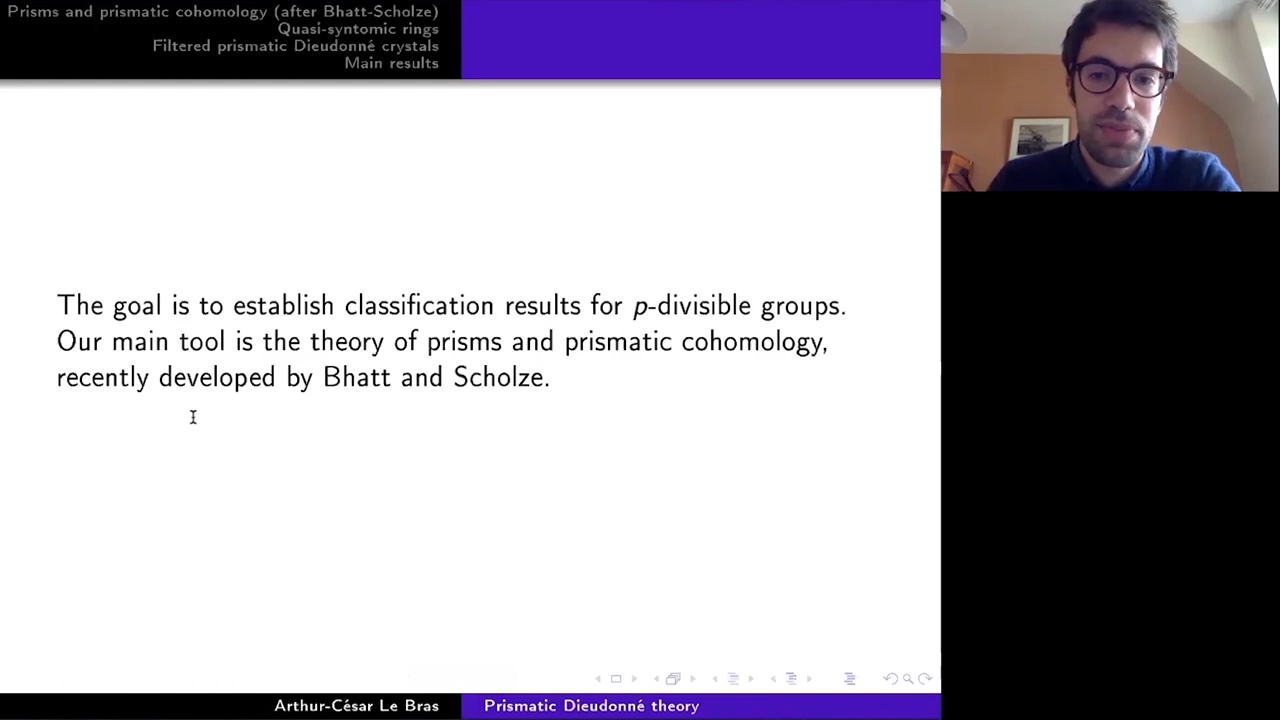 Prisms and prismatic cohomology (after Bhatt-Scholze)
Quasi-syntomic rings
Filtered prismatic Dieudonné crystals
Main results
The goal is to establish classification results for p-divisible groups.
Our main tool is the theory of prisms and prismatic cohomology,
recently developed by Bhatt and Scholze.
Arthur-César Le Bras
Prismatic Dieudonné theory